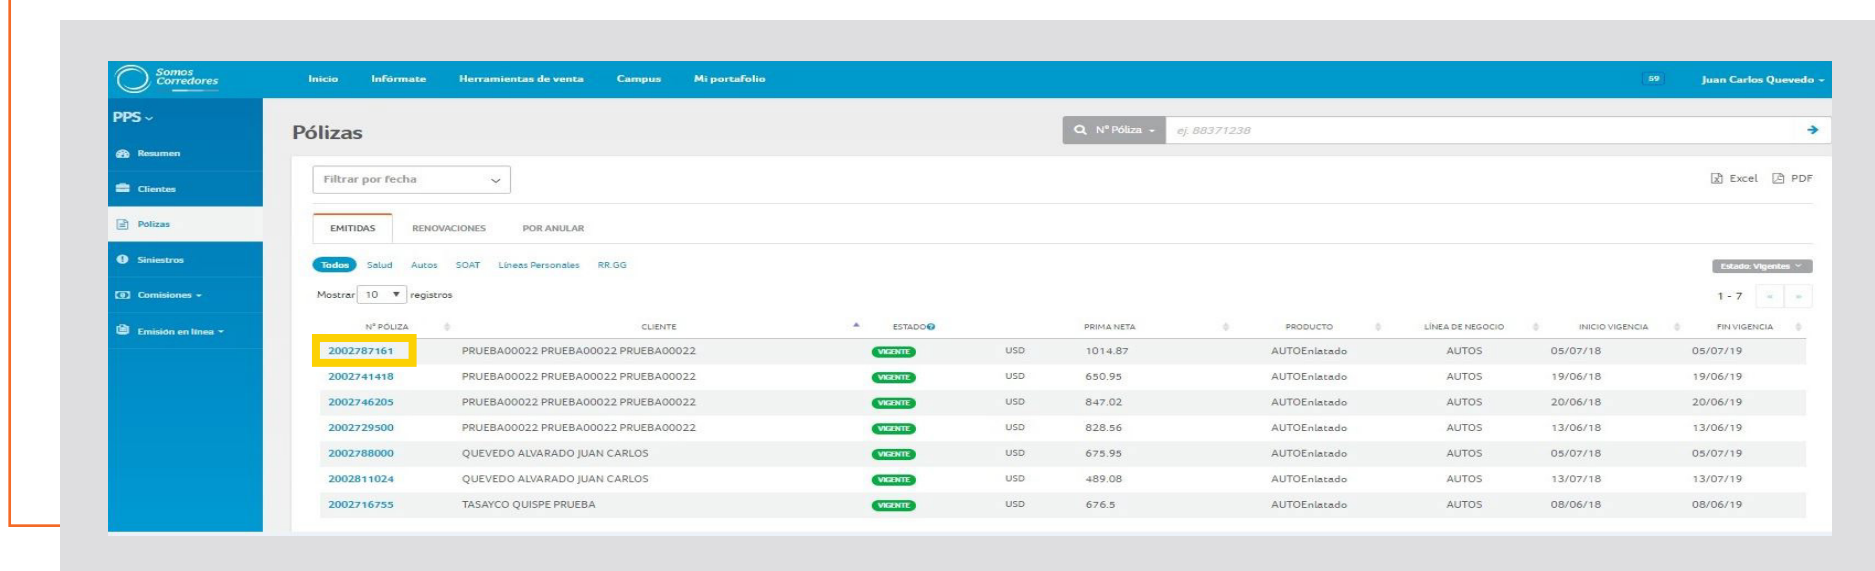 Somos
Corredores
Inicio Infórmate Herramientas de venta Campus Mi portafolio 59 Juan Carlos Quevedo
PPS
Resumen
Clientes
Polizas
Siniestros
Comisiones
Emisión en línea
Pólizas
N° Póliza ej. 88371238
Filtrar por fecha
Excel PDF
EMITIDAS RENOVACIONES POR ANULAR
Todos Salud Autos SOAT Líneas Personales RR.GG
Estado: Vigentes
Mostrar 10 registros
1 - 7 « »
N° PÓLIZA CLIENTE ESTADO PRIMA NETA PRODUCTO LÍNEA DE NEGOCIO INICIO VIGENCIA FIN VIGENCIA
2002787161 PRUEBA00022 PRUEBA00022 PRUEBA00022 VIGENTE USD 1014.87 AUTOEnlatado AUTOS 05/07/18 05/07/19
2002741418 PRUEBA00022 PRUEBA00022 PRUEBA00022 VIGENTE USD 650.95 AUTOEnlatado AUTOS 19/06/18 19/06/19
2002746205 PRUEBA00022 PRUEBA00022 PRUEBA00022 VIGENTE USD 847.02 AUTOEnlatado AUTOS 20/06/18 20/06/19
2002729500 PRUEBA00022 PRUEBA00022 PRUEBA00022 VIGENTE USD 828.56 AUTOEnlatado AUTOS 13/06/18 13/06/19
2002788000 QUEVEDO ALVARADO JUAN CARLOS VIGENTE USD 675.95 AUTOEnlatado AUTOS 05/07/18 05/07/19
2002811024 QUEVEDO ALVARADO JUAN CARLOS VIGENTE USD 489.08 AUTOEnlatado AUTOS 13/07/18 13/07/19
2002716755 TASAYCO QUISPE PRUEBA VIGENTE USD 676.5 AUTOEnlatado AUTOS 08/06/18 08/06/19